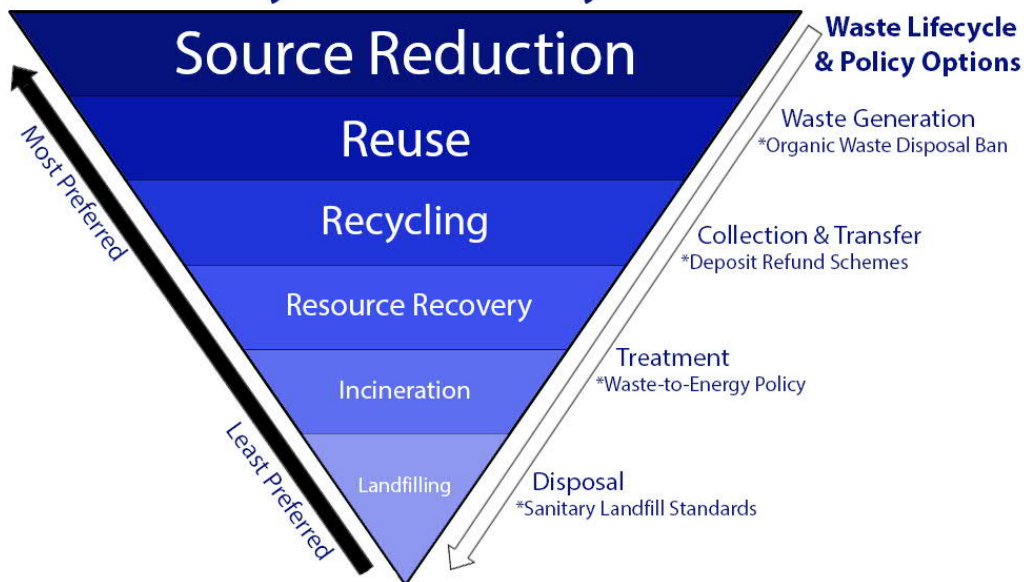 Source Reduction
Reuse
Recycling
Resource Recovery
Incineration
Landfilling
Most Preferred
Least Preferred
Waste Lifecycle
& Policy Options
Waste Generation
*Organic Waste Disposal Ban
Collection & Transfer
*Deposit Refund Schemes
Treatment
*Waste-to-Energy Policy
Disposal
*Sanitary Landfill Standards